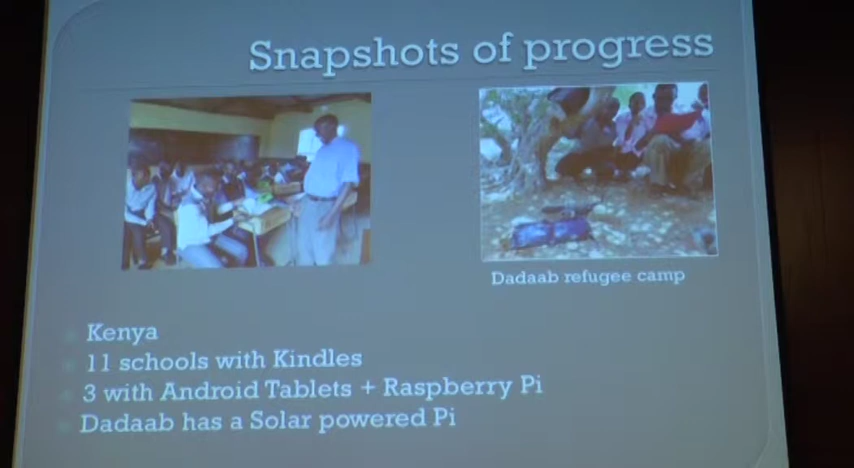 Snapshots of progress
Dadaab refugee camp
Kenya
11 schools with Kindles
3 with Android Tablets + Raspberry Pi
Dadaab has a Solar powered Pi